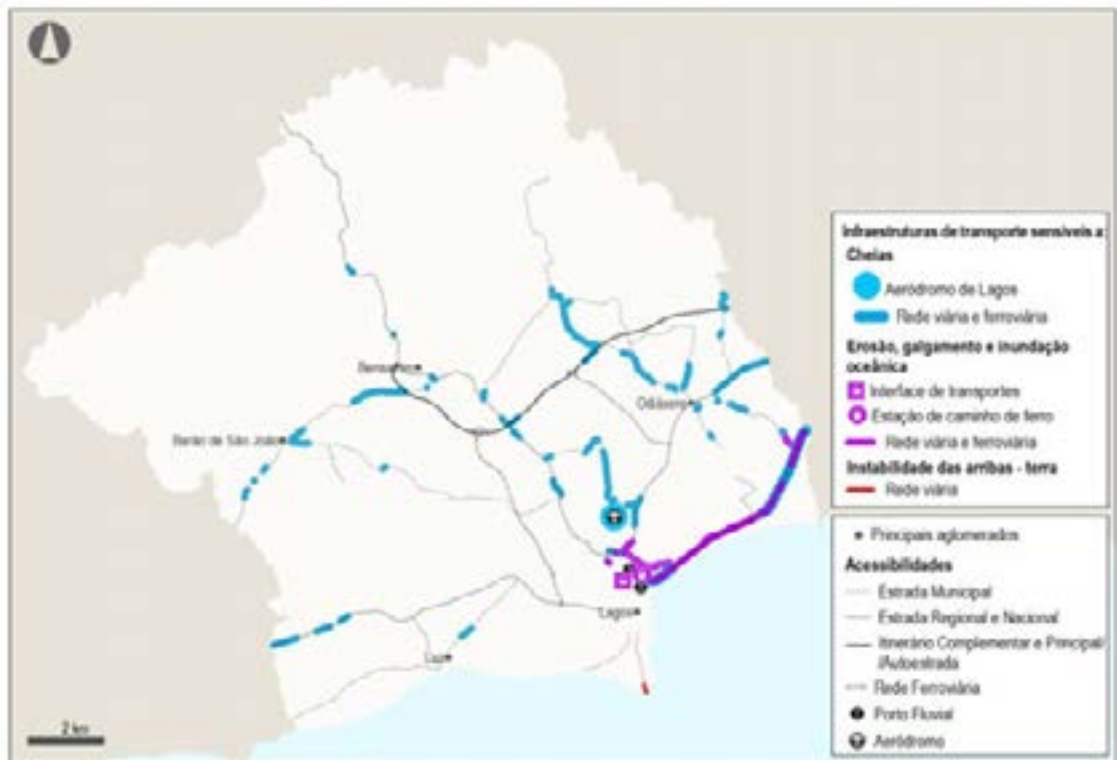 Bensafrim
Barão de São João
Odiáxere
Lagos
Luz
2 km
Infraestruturas de transporte sensíveis a:
Cheias
Aeródromo de Lagos
Rede viária e ferroviária
Erosão, galgamento e inundação
oceânica
Interface de transportes
Estação de caminho de ferro
Rede viária e ferroviária
Instabilidade das arribas - terra
Rede viária
Principais aglomerados
Acessibilidades
Estrada Municipal
Estrada Regional e Nacional
Itinerário Complementar e Principal/
/Autoestrada
Rede Ferroviária
Porto Fluvial
Aeródromo